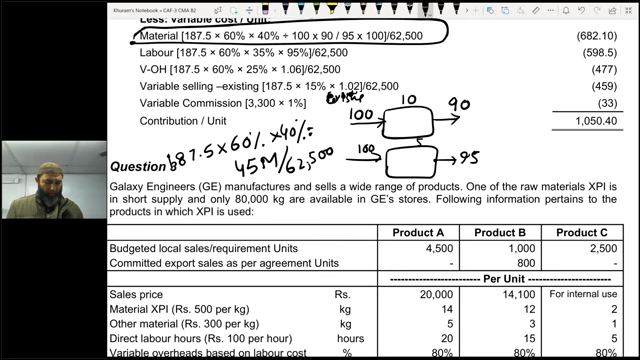 Khuram's Notebook » CAF-3 CMA B2
Less: Variable cost / Unit:
Material [187.5 × 60% × 40% ÷ 100 x 90 / 95 x 100]/62,500 (682.10)
Labour [187.5 × 60% × 35% × 95%]/62,500 (598.5)
V-OH [187.5 × 60% × 25% × 1.06]/62,500 (477)
Variable selling –existing [187.5 × 15% × 1.02]/62,500 (459)
Variable Commission [3,300 × 1%] (33)
Contribution / Unit 1,050.40
10
100 90
5
100 95
187.5 × 60% × 40% =
45M/62,500
Question
Galaxy Engineers (GE) manufactures and sells a wide range of products. One of the raw materials XPI is
in short supply and only 80,000 kg are available in GE's stores. Following information pertains to the
products in which XPI is used:
Product A Product B Product C
Budgeted local sales/requirement Units 4,500 1,000 2,500
Committed export sales as per agreement Units - 800 -
Per Unit
Sales price Rs. 20,000 14,100 For internal use
Material XPI (Rs. 500 per kg) kg 14 12 2
Other material (Rs. 300 per kg) kg 5 3 1
Direct labour hours (Rs. 100 per hour) hours 20 15 5
Variable overheads based on labour cost % 80% 80% 80%